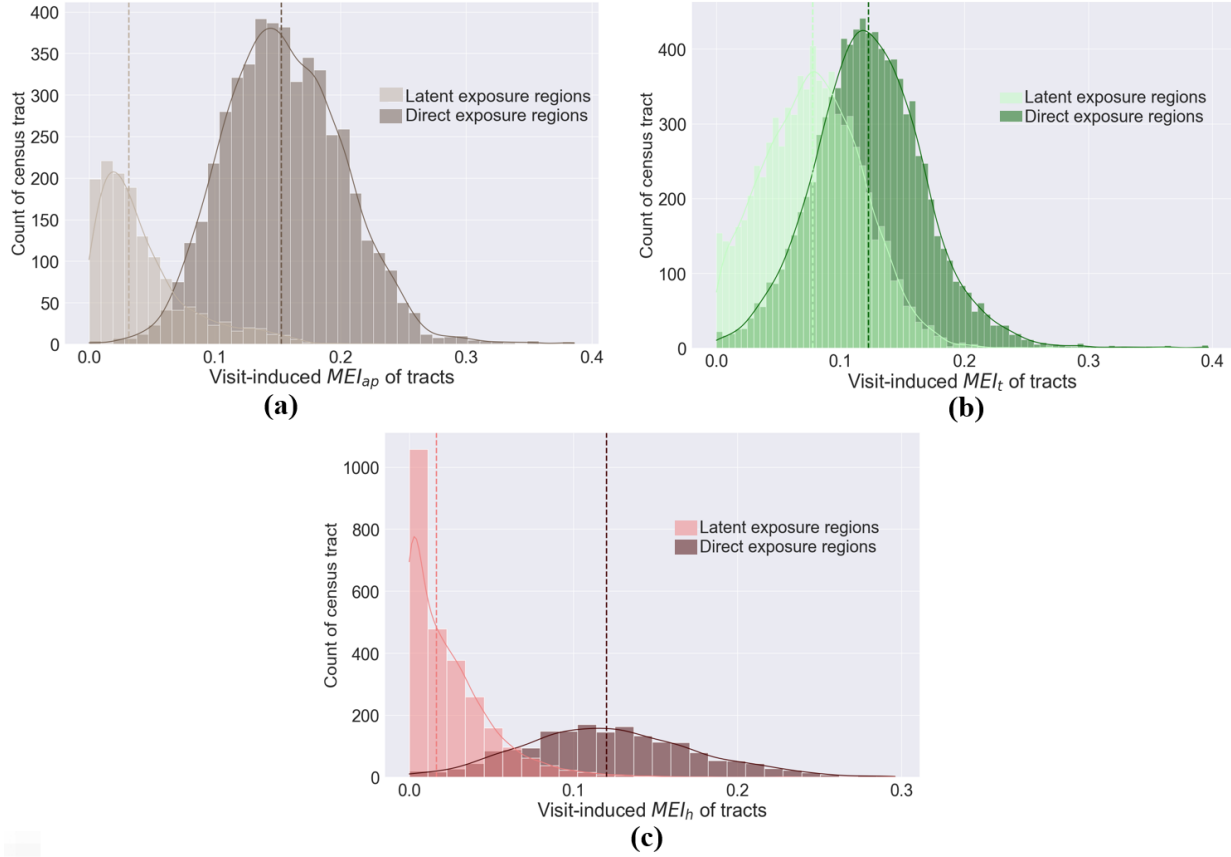 400
350
300
250
200
150
100
50
0
Count of census tract
Latent exposure regions
Direct exposure regions
0.0 0.1 0.2 0.3 0.4
Visit-induced MEI_ap of tracts
(a)
400
300
200
100
0
Count of census tract
Latent exposure regions
Direct exposure regions
0.0 0.1 0.2 0.3 0.4
Visit-induced MEI_t of tracts
(b)
1000
800
600
400
200
0
Count of census tract
Latent exposure regions
Direct exposure regions
0.0 0.1 0.2 0.3
Visit-induced MEI_h of tracts
(c)